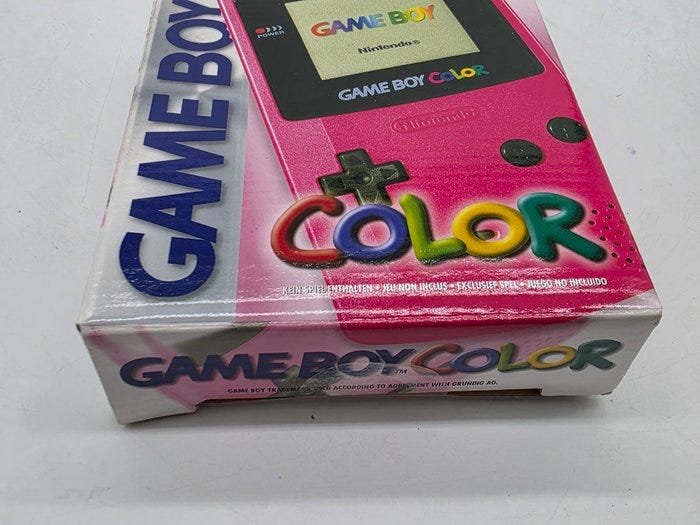 GAME BOY
POWER
GAME BOY
Nintendo®
GAME BOY COLOR
Nintendo
COLOR
KEIN SPIEL ENTHALTEN • JEU NON INCLUS • EXCLUSIEF SPEL • JUEGO NO INCLUIDO
GAME BOY COLOR
TM
GAME BOY TRADEMARK USED ACCORDING TO AGREEMENT WITH GRUNDIG AG.